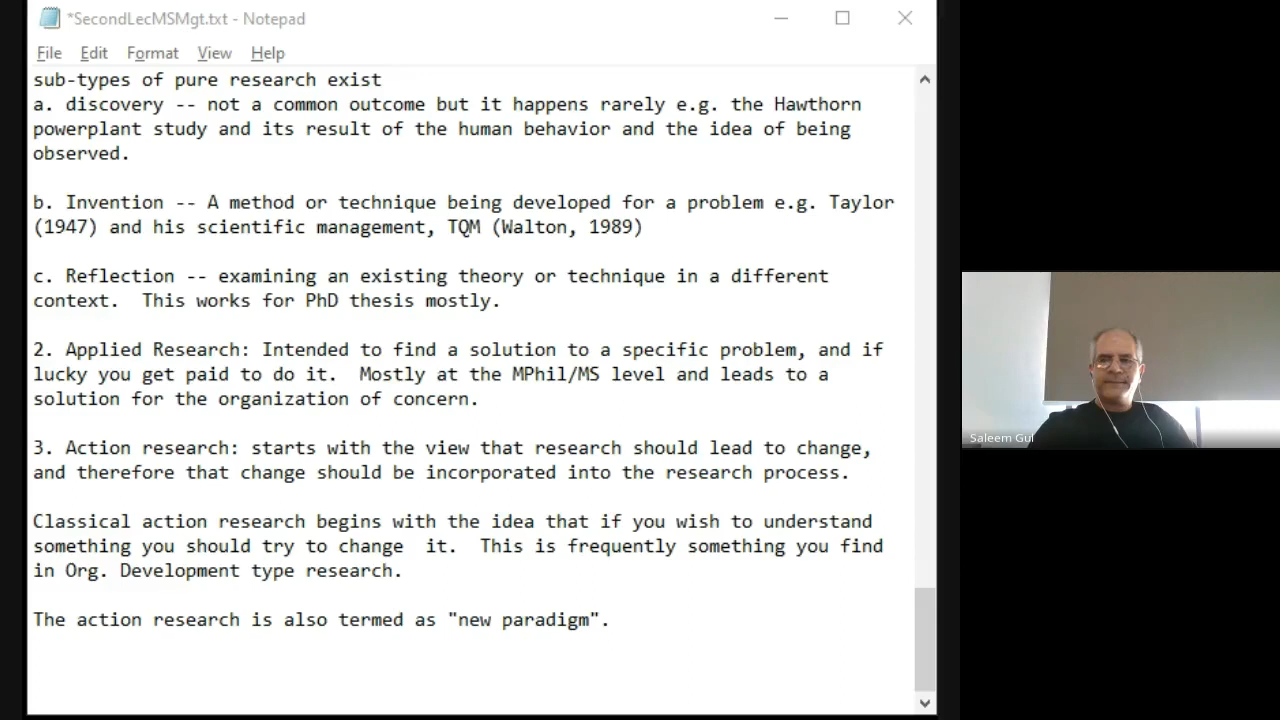 *SecondLecMSMgt.txt - Notepad
File Edit Format View Help
sub-types of pure research exist
a. discovery -- not a common outcome but it happens rarely e.g. the Hawthorn
powerplant study and its result of the human behavior and the idea of being
observed.
b. Invention -- A method or technique being developed for a problem e.g. Taylor
(1947) and his scientific management, TQM (Walton, 1989)
c. Reflection -- examining an existing theory or technique in a different
context.  This works for PhD thesis mostly.
2. Applied Research: Intended to find a solution to a specific problem, and if
lucky you get paid to do it.  Mostly at the MPhil/MS level and leads to a
solution for the organization of concern.
3. Action research: starts with the view that research should lead to change,
and therefore that change should be incorporated into the research process.
Classical action research begins with the idea that if you wish to understand
something you should try to change  it.  This is frequently something you find
in Org. Development type research.
The action research is also termed as "new paradigm".
Saleem Gul